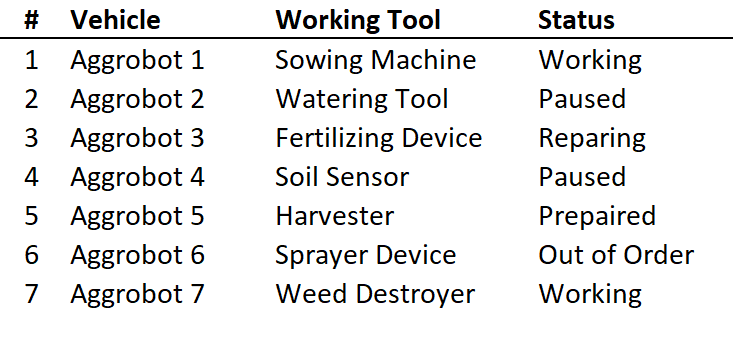 # Vehicle Working Tool Status
1 Aggrobot 1 Sowing Machine Working
2 Aggrobot 2 Watering Tool Paused
3 Aggrobot 3 Fertilizing Device Reparing
4 Aggrobot 4 Soil Sensor Paused
5 Aggrobot 5 Harvester Prepaired
6 Aggrobot 6 Sprayer Device Out of Order
7 Aggrobot 7 Weed Destroyer Working